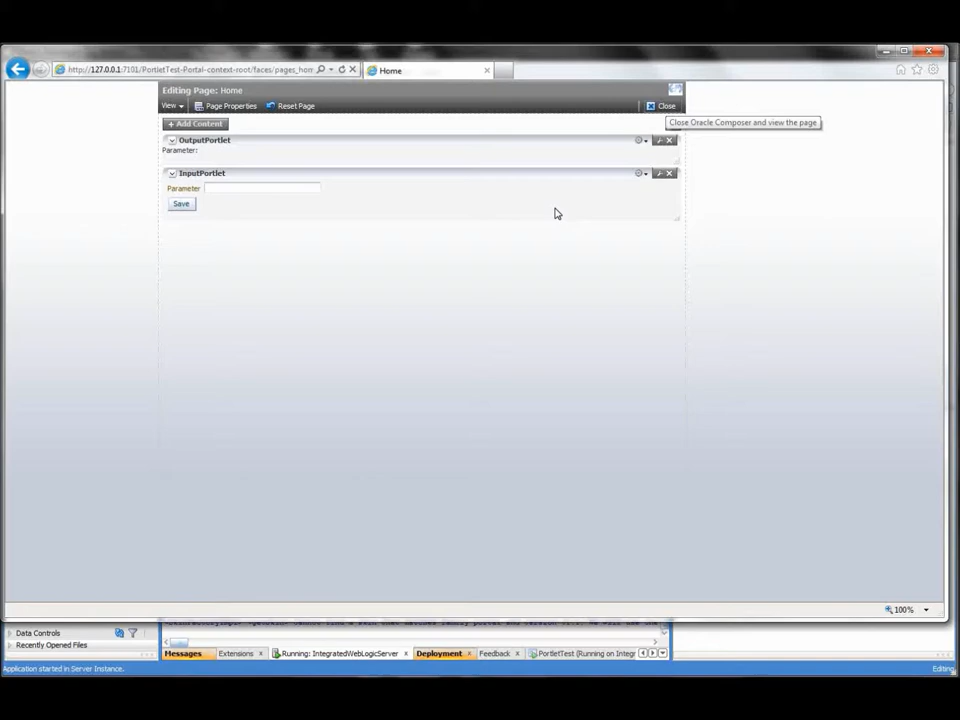 http://127.0.0.1:7101/PortletTest-Portal-context-root/faces/pages_hom
Home
Editing Page: Home
View
Page Properties
Reset Page
Close
Close Oracle Composer and view the page
+ Add Content
OutputPortlet
Parameter:
InputPortlet
Parameter
Save
100%
Data Controls
Recently Opened Files
Messages
Extensions
Running: IntegratedWebLogicServer
Deployment
Feedback
PortletTest (Running on Integr
Application started in Server Instance.
Editing